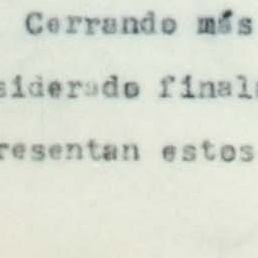 Cerrando más
siderado final
resentan estos